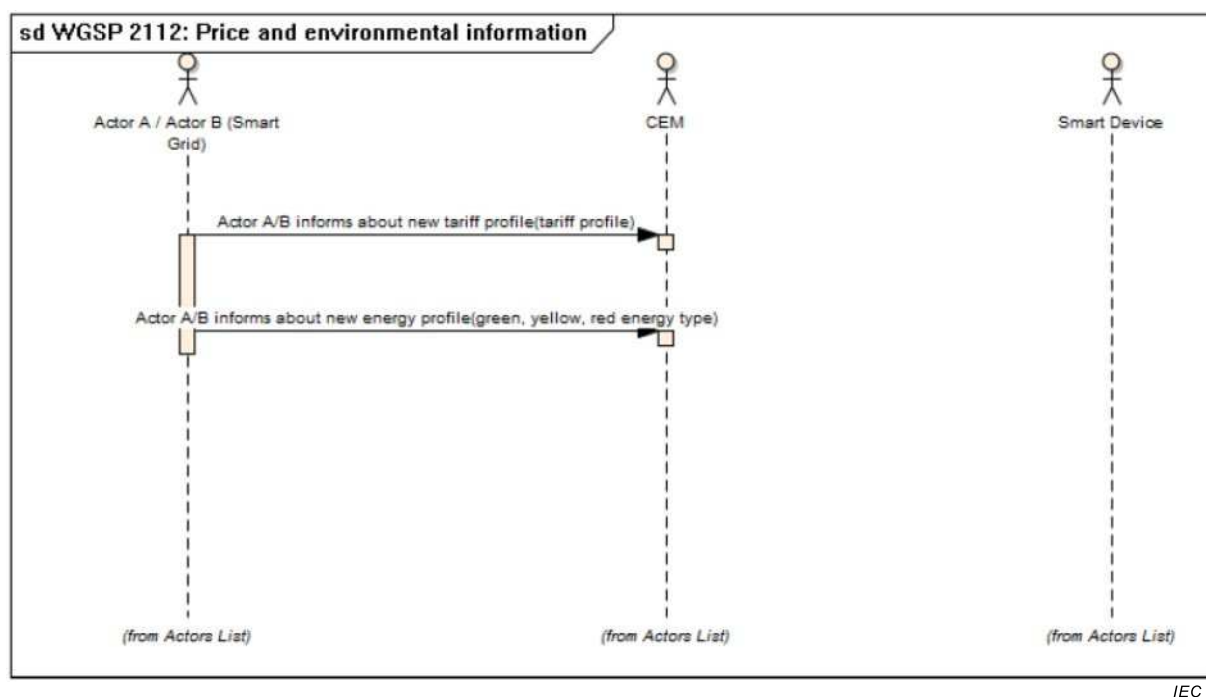 sd WGSP 2112: Price and environmental information
Actor A / Actor B (Smart
Grid)
CEM
Smart Device
Actor A/B informs about new tariff profile(tariff profile)
Actor A/B informs about new energy profile(green, yellow, red energy type)
(from Actors List)
(from Actors List)
(from Actors List)
IEC